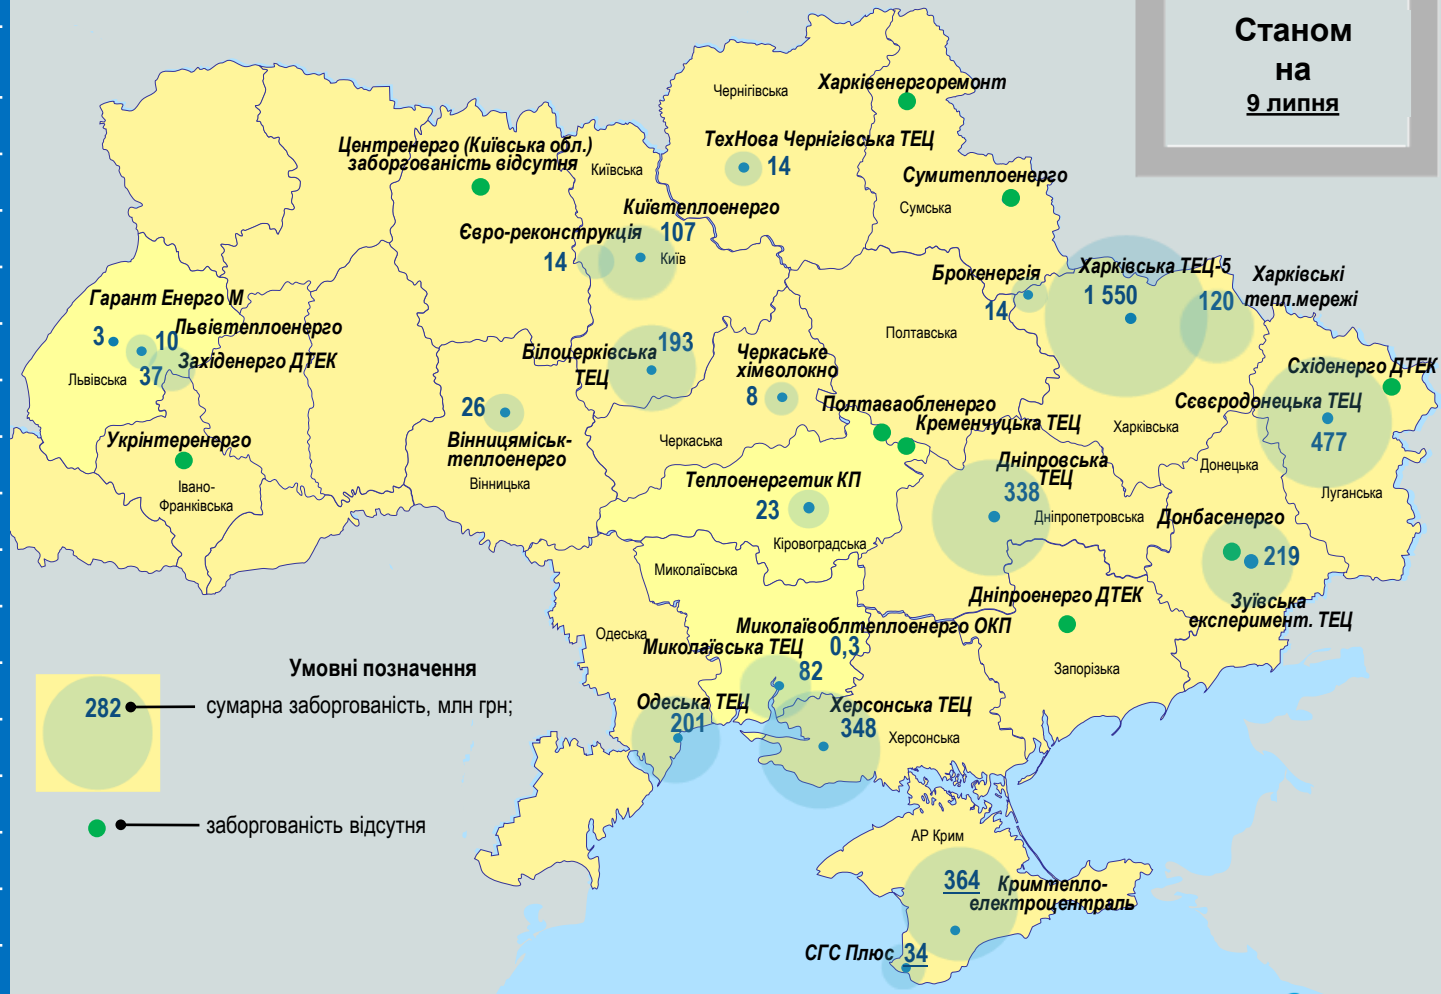 Станом
на
9 липня
Чернігівська
Харківенергоремонт
ТехНова Чернігівська ТЕЦ
14
Центренерго (Київська обл.)
заборгованість відсутня
Київська
Сумитеплоенерго
Сумська
Київтеплоенерго
107
Євро-реконструкція
14
Київ
Брокенергія
14
Харківська ТЕЦ-5
1 550
120
Харківські
тепл.мережі
Гарант Енерго М
3
Львівтеплоенерго
10
Західенерго ДТЕК
37
Львівська
Полтавська
Білоцерківська
ТЕЦ
193
Черкаське
хімволокно
8
Східенерго ДТЕК
Сєвєродонецька ТЕЦ
477
Полтаваобленерго
Кременчуцька ТЕЦ
Харківська
26
Вінницяміськ-
теплоенерго
Вінницька
Черкаська
Укрінтеренерго
Івано-
Франківська
Дніпровська
ТЕЦ
338
Донецька
Луганська
Теплоенергетик КП
23
Кіровоградська
Дніпропетровська
Донбасенерго
219
Зуївська
експеримент. ТЕЦ
Миколаївська
Дніпроенерго ДТЕК
Одеська
Миколаївоблтеплоенерго ОКП
0,3
Миколаївська ТЕЦ
82
Запорізька
Одеська ТЕЦ
201
Херсонська ТЕЦ
348
Херсонська
Умовні позначення
282
сумарна заборгованість, млн грн;
заборгованість відсутня
АР Крим
364
Кримтепло-
електроцентраль
СГС Плюс
34